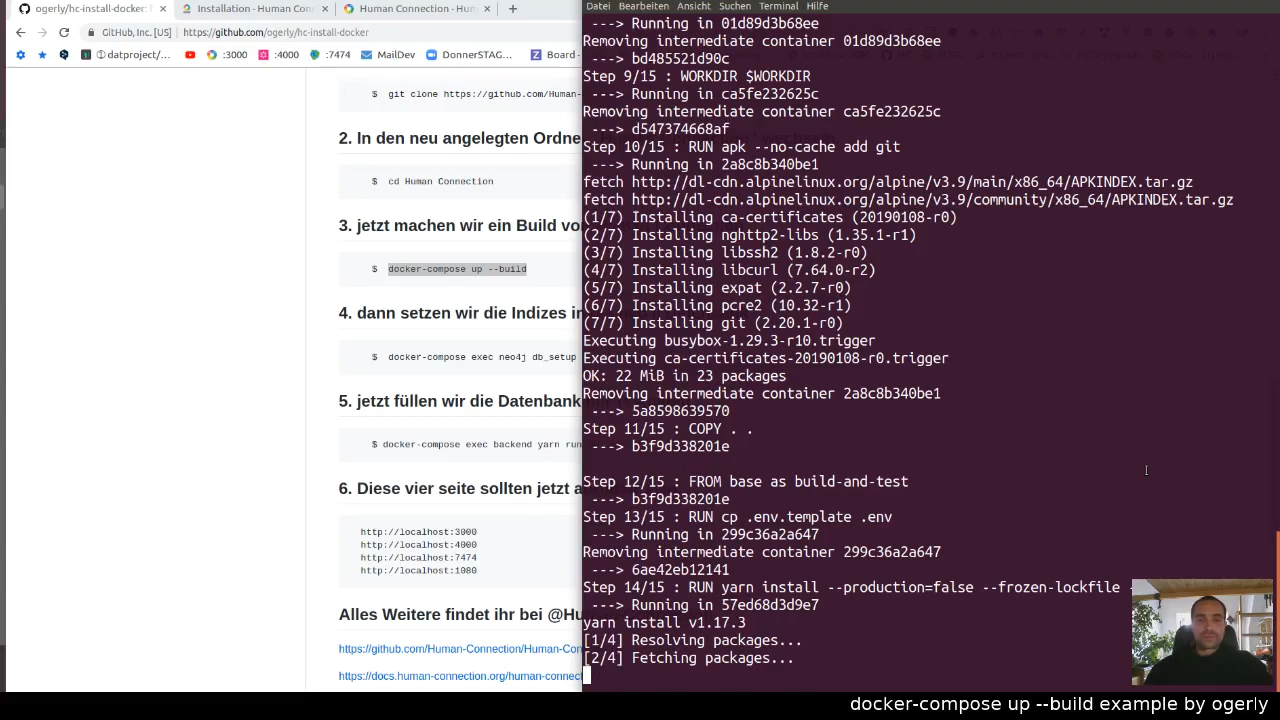 ogerly/hc-install-docker:
Installation - Human Conn
Human Connection - Human C
GitHub, Inc. [US]
https://github.com/ogerly/hc-install-docker
①datproject/...
:3000
:4000
:7474
MailDev
DonnerSTAG...
Board -
$ git clone https://github.com/Human-
2. In den neu angelegten Ordne
$ cd Human Connection
3. jetzt machen wir ein Build vo
$ docker-compose up --build
4. dann setzen wir die Indizes in
$ docker-compose exec neo4j db_setup
5. jetzt füllen wir die Datenbank
$ docker-compose exec backend yarn run
6. Diese vier seite sollten jetzt a
http://localhost:3000
http://localhost:4000
http://localhost:7474
http://localhost:1080
Alles Weitere findet ihr bei @Hu
https://github.com/Human-Connection/Human-Con
https://docs.human-connection.org/human-connec
Datei Bearbeiten Ansicht Suchen Terminal Hilfe
---> Running in 01d89d3b68ee
Removing intermediate container 01d89d3b68ee
---> bd485521d90c
Step 9/15 : WORKDIR $WORKDIR
---> Running in ca5fe232625c
Removing intermediate container ca5fe232625c
---> d547374668af
Step 10/15 : RUN apk --no-cache add git
---> Running in 2a8c8b340be1
fetch http://dl-cdn.alpinelinux.org/alpine/v3.9/main/x86_64/APKINDEX.tar.gz
fetch http://dl-cdn.alpinelinux.org/alpine/v3.9/community/x86_64/APKINDEX.tar.gz
(1/7) Installing ca-certificates (20190108-r0)
(2/7) Installing nghttp2-libs (1.35.1-r1)
(3/7) Installing libssh2 (1.8.2-r0)
(4/7) Installing libcurl (7.64.0-r2)
(5/7) Installing expat (2.2.7-r0)
(6/7) Installing pcre2 (10.32-r1)
(7/7) Installing git (2.20.1-r0)
Executing busybox-1.29.3-r10.trigger
Executing ca-certificates-20190108-r0.trigger
OK: 22 MiB in 23 packages
Removing intermediate container 2a8c8b340be1
---> 5a8598639570
Step 11/15 : COPY . .
---> b3f9d338201e
Step 12/15 : FROM base as build-and-test
---> b3f9d338201e
Step 13/15 : RUN cp .env.template .env
---> Running in 299c36a2a647
Removing intermediate container 299c36a2a647
---> 6ae42eb12141
Step 14/15 : RUN yarn install --production=false --frozen-lockfile -
---> Running in 57ed68d3d9e7
yarn install v1.17.3
[1/4] Resolving packages...
[2/4] Fetching packages...
docker-compose up --build example by ogerly